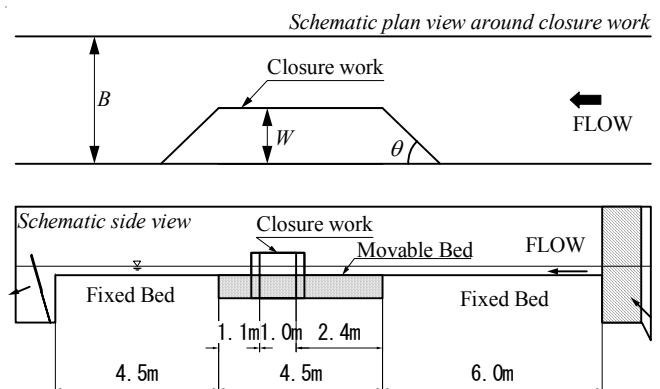 Schematic plan view around closure work
Closure work
B
W
θ
FLOW
Schematic side view
Closure work
Movable Bed
FLOW
Fixed Bed
Fixed Bed
1.1m 1.0m 2.4m
4.5m 4.5m 6.0m